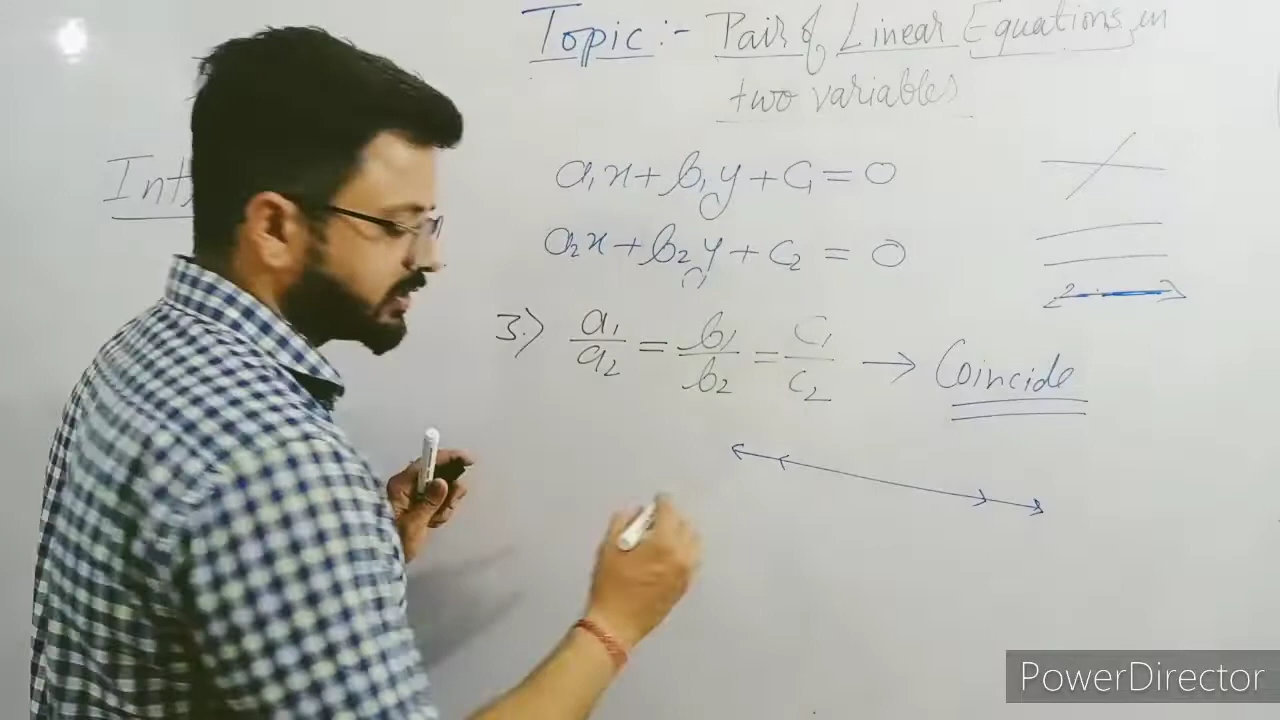 Topic :- Pair of Linear Equations in
two variables
a₁x + b₁y + c₁ = 0
a₂x + b₂y + c₂ = 0
3.) a₁/a₂ = b₁/b₂ = c₁/c₂ → Coincide
PowerDirector